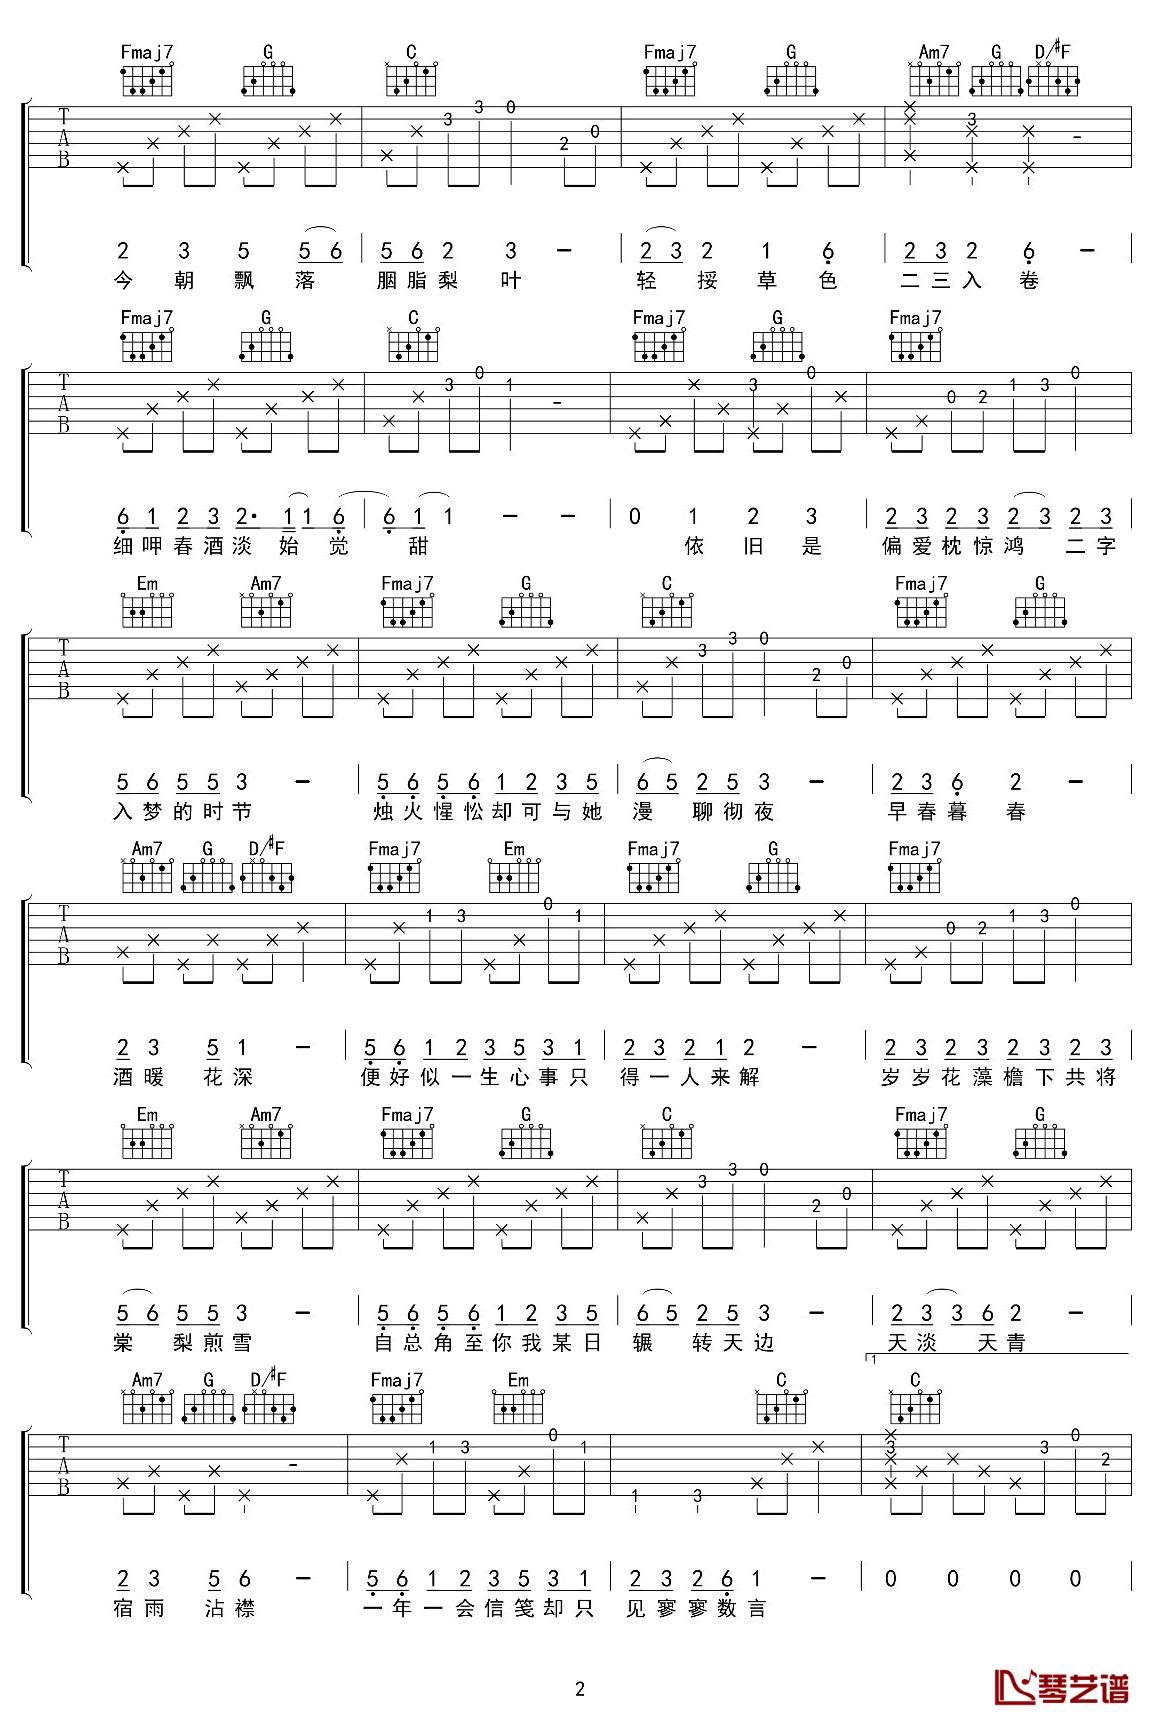 Fmaj7 G C Fmaj7 G Am7 G D/#F
T A B 3 3 0 2 0 3 -
2 3 5 5 6 | 5 6 2 3 - | 2 3 2 1 6 | 2 3 2 6 -
今朝飘落 胭脂梨叶 轻挼草色 二三入卷
Fmaj7 G C Fmaj7 G Fmaj7
T A B 3 0 1 - 3 0 0 2 1 3 0
6 1 2 3 2· 1 1 6 | 6 1 1 - - | 0 1 2 3 | 2 3 2 3 2 3 2 3
细呷春酒淡始觉 甜 依旧是 偏爱枕惊鸿 二字
Em Am7 Fmaj7 G C Fmaj7 G
T A B 3 3 0 2 0
5 6 5 5 3 - | 5 6 5 6 1 2 3 5 | 6 5 2 5 3 - | 2 3 6 2 -
入梦的时节 烛火惺忪却可与她 漫 聊彻夜 早春暮 春
Am7 G D/#F Fmaj7 Em Fmaj7 G Fmaj7
T A B 1 3 0 1 0 2 1 3 0
2 3 5 1 - | 5 6 1 2 3 5 3 1 | 2 3 2 1 2 - | 2 3 2 3 2 3 2 3
酒暖 花深 便好似一生心事只 得一人来解 岁岁花藻檐下共将
Em Am7 Fmaj7 G C Fmaj7 G
T A B 3 3 0 2 0
5 6 5 5 3 - | 5 6 5 6 1 2 3 5 | 6 5 2 5 3 - | 2 3 3 6 2 -
棠 梨煎雪 自总角至你我某日 辗 转天边 天淡 天青
1
Am7 G D/#F Fmaj7 Em C C
T A B - 1 3 0 1 1 3 3 3 0 2
2 3 5 6 - | 5 6 1 2 3 5 3 1 | 2 3 2 6 1 - | 0 0 0 0
宿雨 沾襟 一年一会信笺却只 见寥寥数言
2
琴艺谱